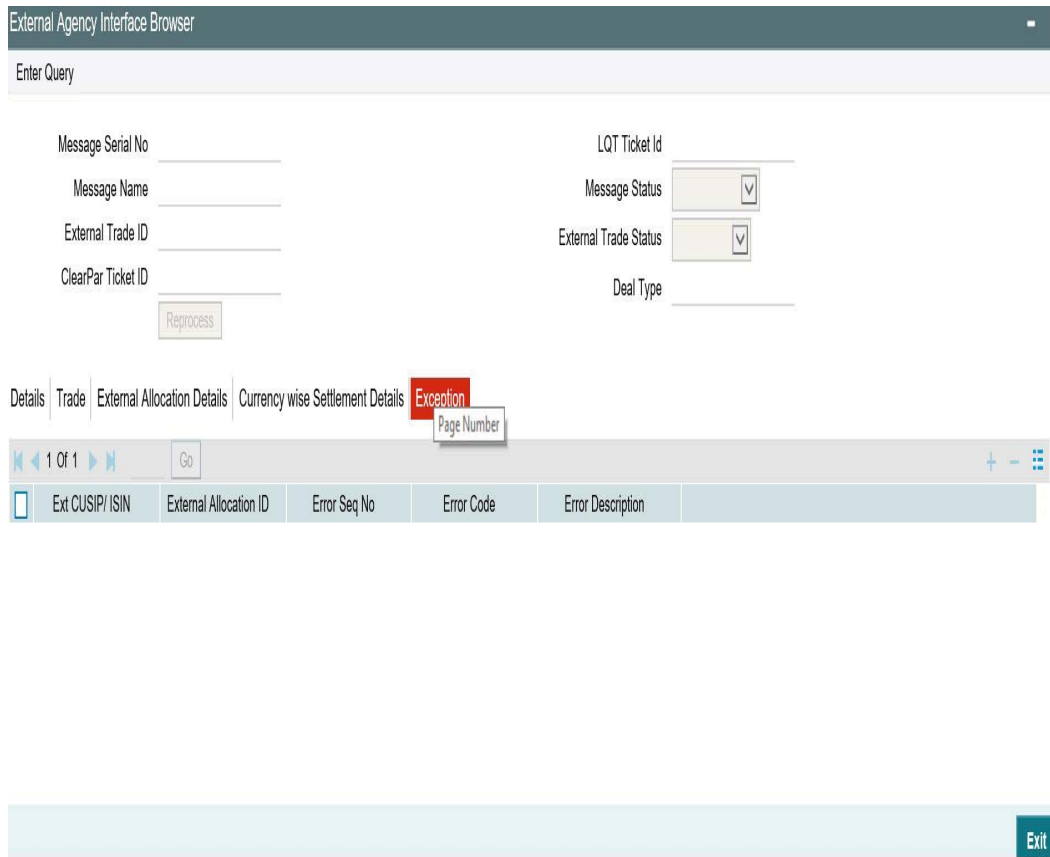 External Agency Interface Browser
-
Enter Query
Message Serial No
Message Name
External Trade ID
ClearPar Ticket ID
Reprocess
LQT Ticket Id
Message Status
External Trade Status
Deal Type
Details Trade External Allocation Details Currency wise Settlement Details Exception
Page Number
1 Of 1 Go
+ -
Ext CUSIP/ ISIN External Allocation ID Error Seq No Error Code Error Description
Exit